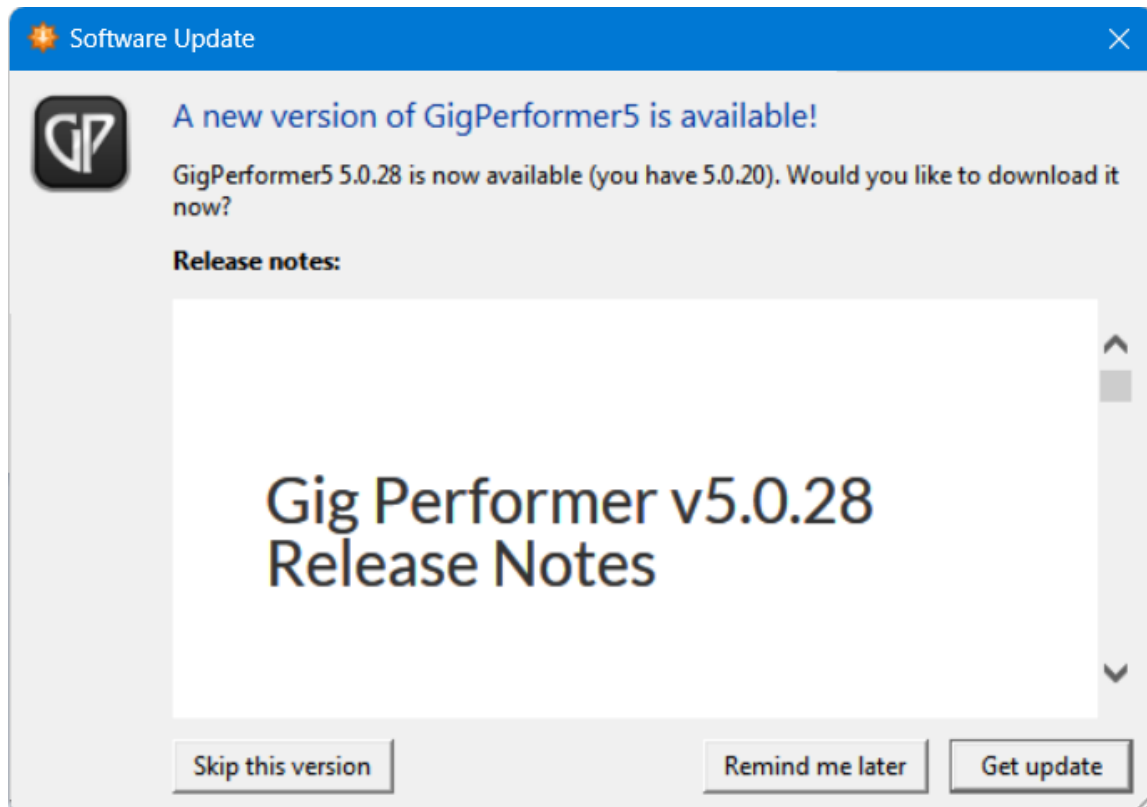 Software Update
GP
A new version of GigPerformer5 is available!
GigPerformer5 5.0.28 is now available (you have 5.0.20). Would you like to download it
now?
Release notes:
Gig Performer v5.0.28
Release Notes
Skip this version
Remind me later
Get update